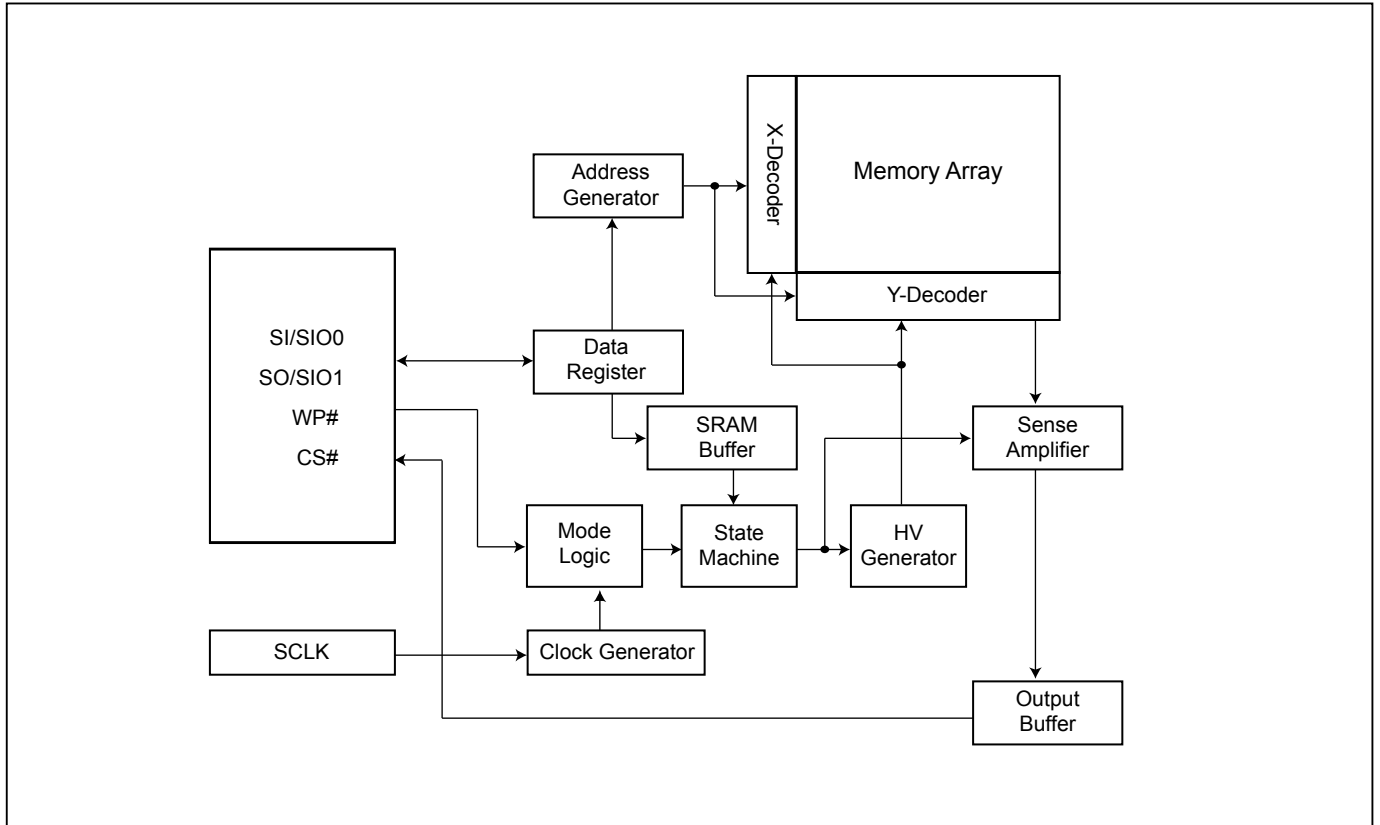 X-Decoder
Memory Array
Address
Generator
Y-Decoder
SI/SIO0
SO/SIO1
WP#
CS#
Data
Register
SRAM
Buffer
Sense
Amplifier
Mode
Logic
State
Machine
HV
Generator
SCLK
Clock Generator
Output
Buffer